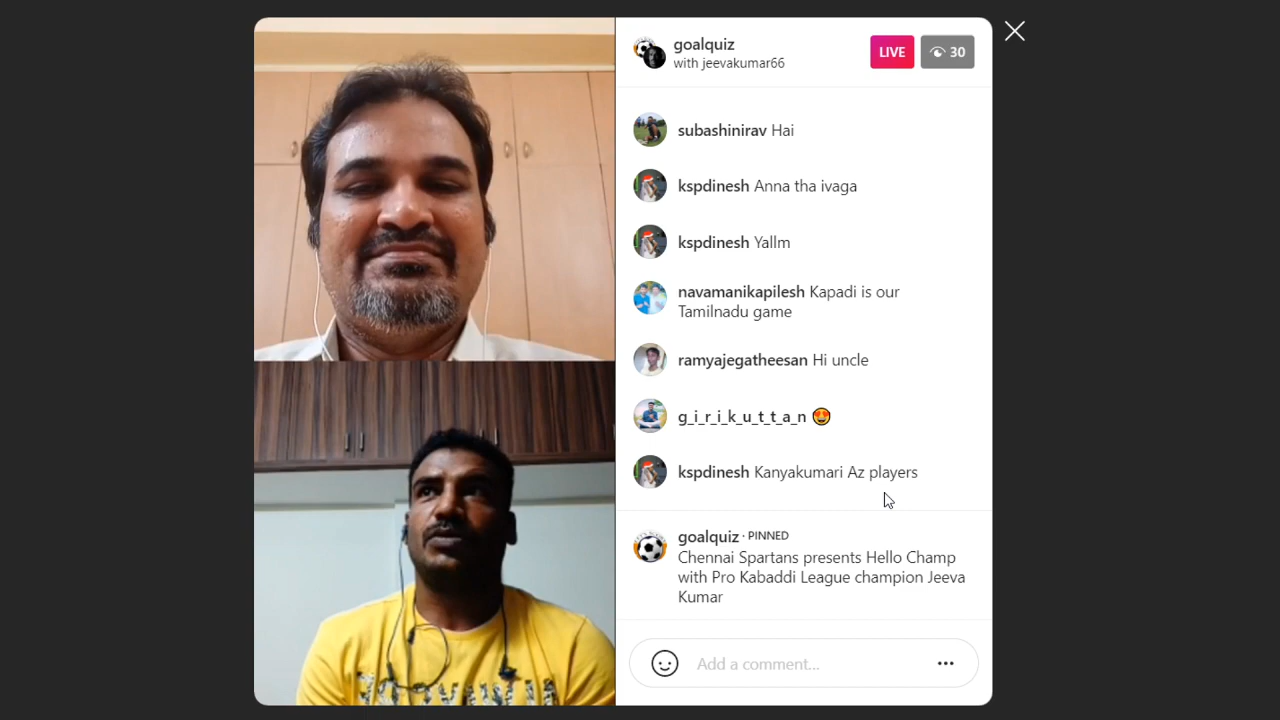 goalquiz
with jeevakumar66
LIVE
30
subashinirav Hai
kspdinesh Anna tha ivaga
kspdinesh Yallm
navamanikapilesh Kapadi is our
Tamilnadu game
ramyajegatheesan Hi uncle
g_i_r_i_k_u_t_t_a_n 😍
kspdinesh Kanyakumari Az players
goalquiz · PINNED
Chennai Spartans presents Hello Champ
with Pro Kabaddi League champion Jeeva
Kumar
Add a comment...